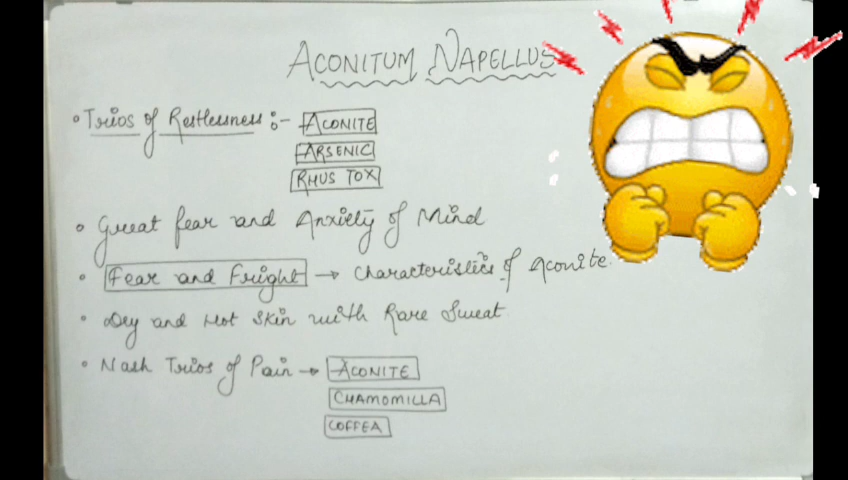 ACONITUM NAPELLUS
• Trios of Restlessness :- ACONITE
ARSENIC
RHUS TOX
• Great fear and Anxiety of Mind
• Fear and Fright → Characteristics of Aconite.
• Dry and Hot Skin with Rare Sweat
• Nash Trios of Pain → ACONITE
CHAMOMILLA
COFFEA